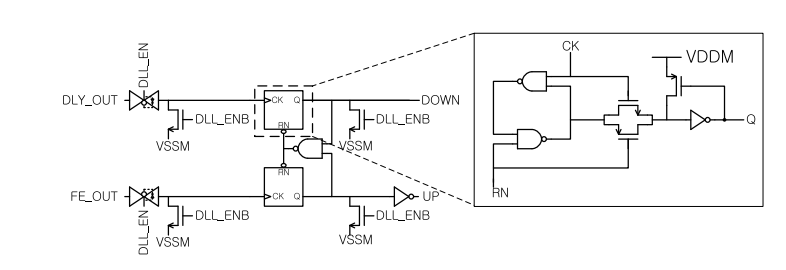 DLL_EN
DLY_OUT
CK Q
DOWN
DLL_ENB
DLL_ENB
RN
VSSM
VSSM
RN
FE_OUT
CK Q
UP
DLL_EN
DLL_ENB
DLL_ENB
VSSM
VSSM
CK
VDDM
Q
RN